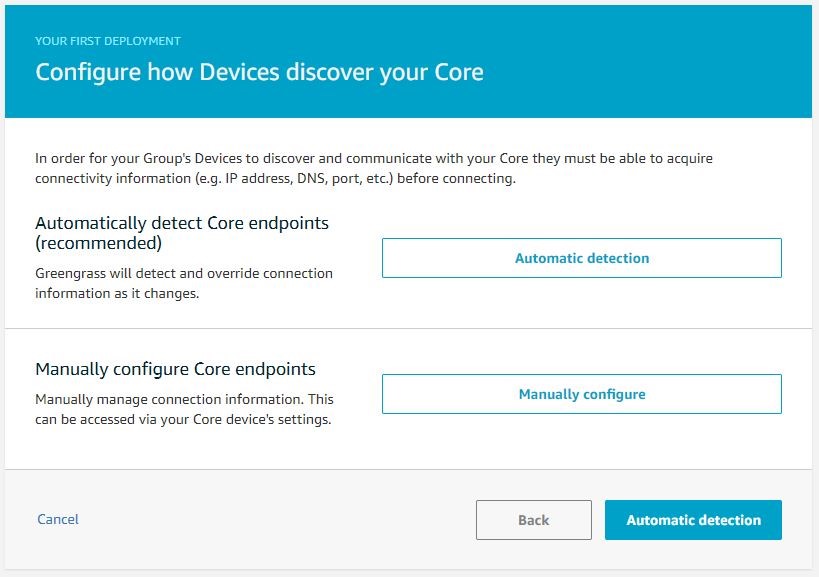 YOUR FIRST DEPLOYMENT
Configure how Devices discover your Core
In order for your Group's Devices to discover and communicate with your Core they must be able to acquire
connectivity information (e.g. IP address, DNS, port, etc.) before connecting.
Automatically detect Core endpoints
(recommended)
Greengrass will detect and override connection
information as it changes.
Automatic detection
Manually configure Core endpoints
Manually manage connection information. This
can be accessed via your Core device's settings.
Manually configure
Cancel
Back
Automatic detection